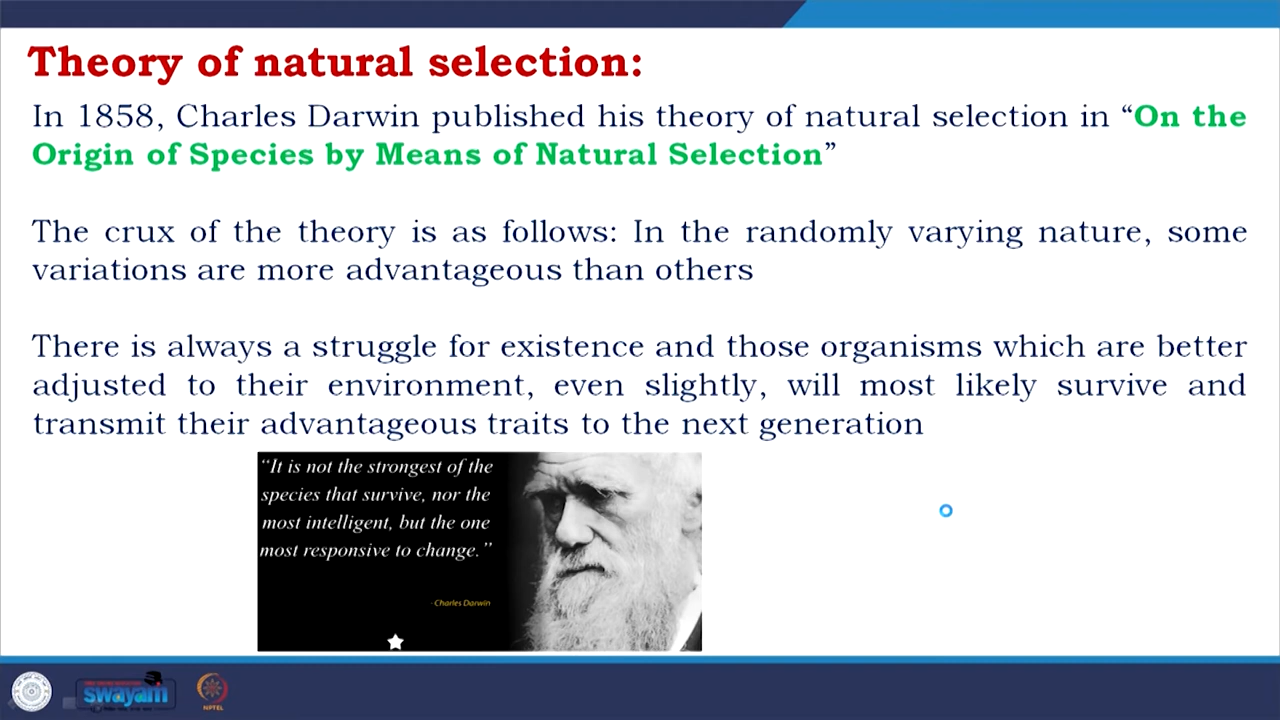 Theory of natural selection:
In 1858, Charles Darwin published his theory of natural selection in “On the
Origin of Species by Means of Natural Selection”
The crux of the theory is as follows: In the randomly varying nature, some
variations are more advantageous than others
There is always a struggle for existence and those organisms which are better
adjusted to their environment, even slightly, will most likely survive and
transmit their advantageous traits to the next generation
“It is not the strongest of the
species that survive, nor the
most intelligent, but the one
most responsive to change.”
- Charles Darwin
swayam
NPTEL